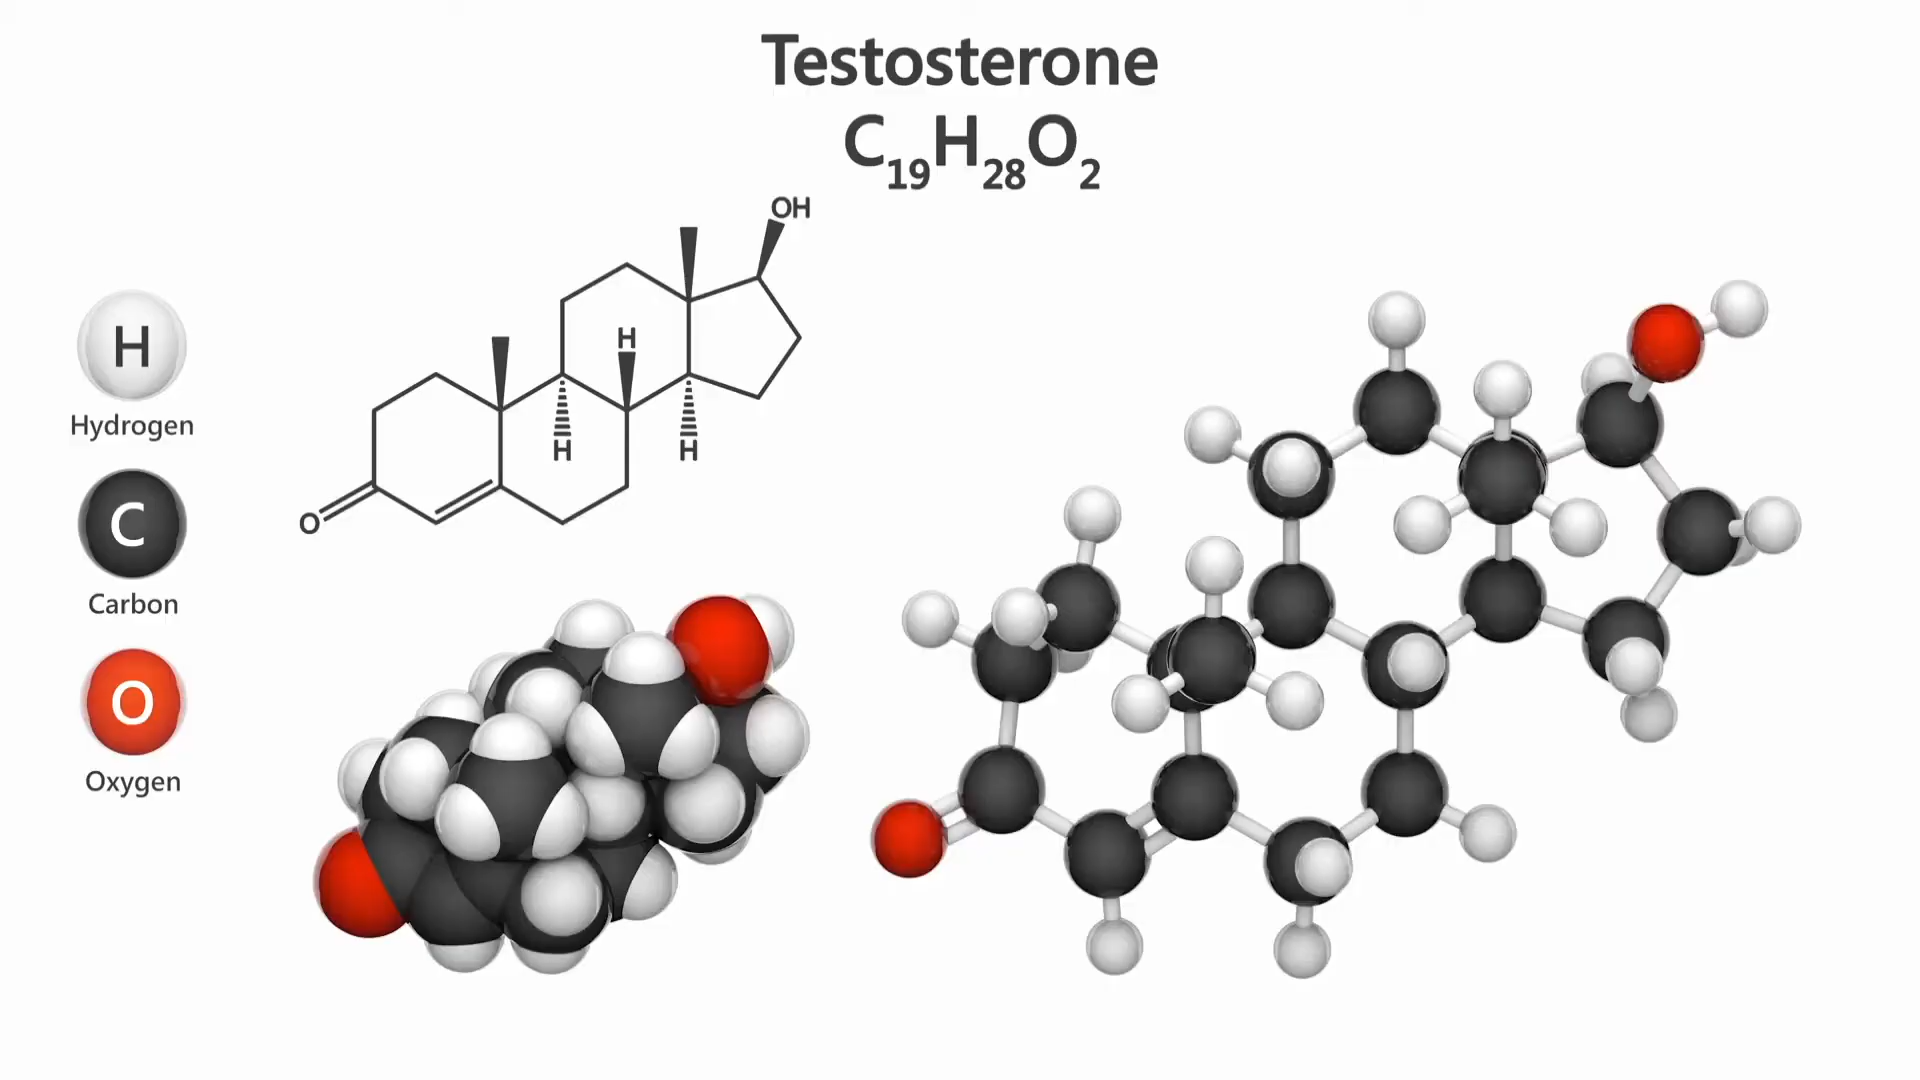 Testosterone
C₁₉H₂₈O₂
OH
H
H
H
O
H
Hydrogen
C
Carbon
O
Oxygen